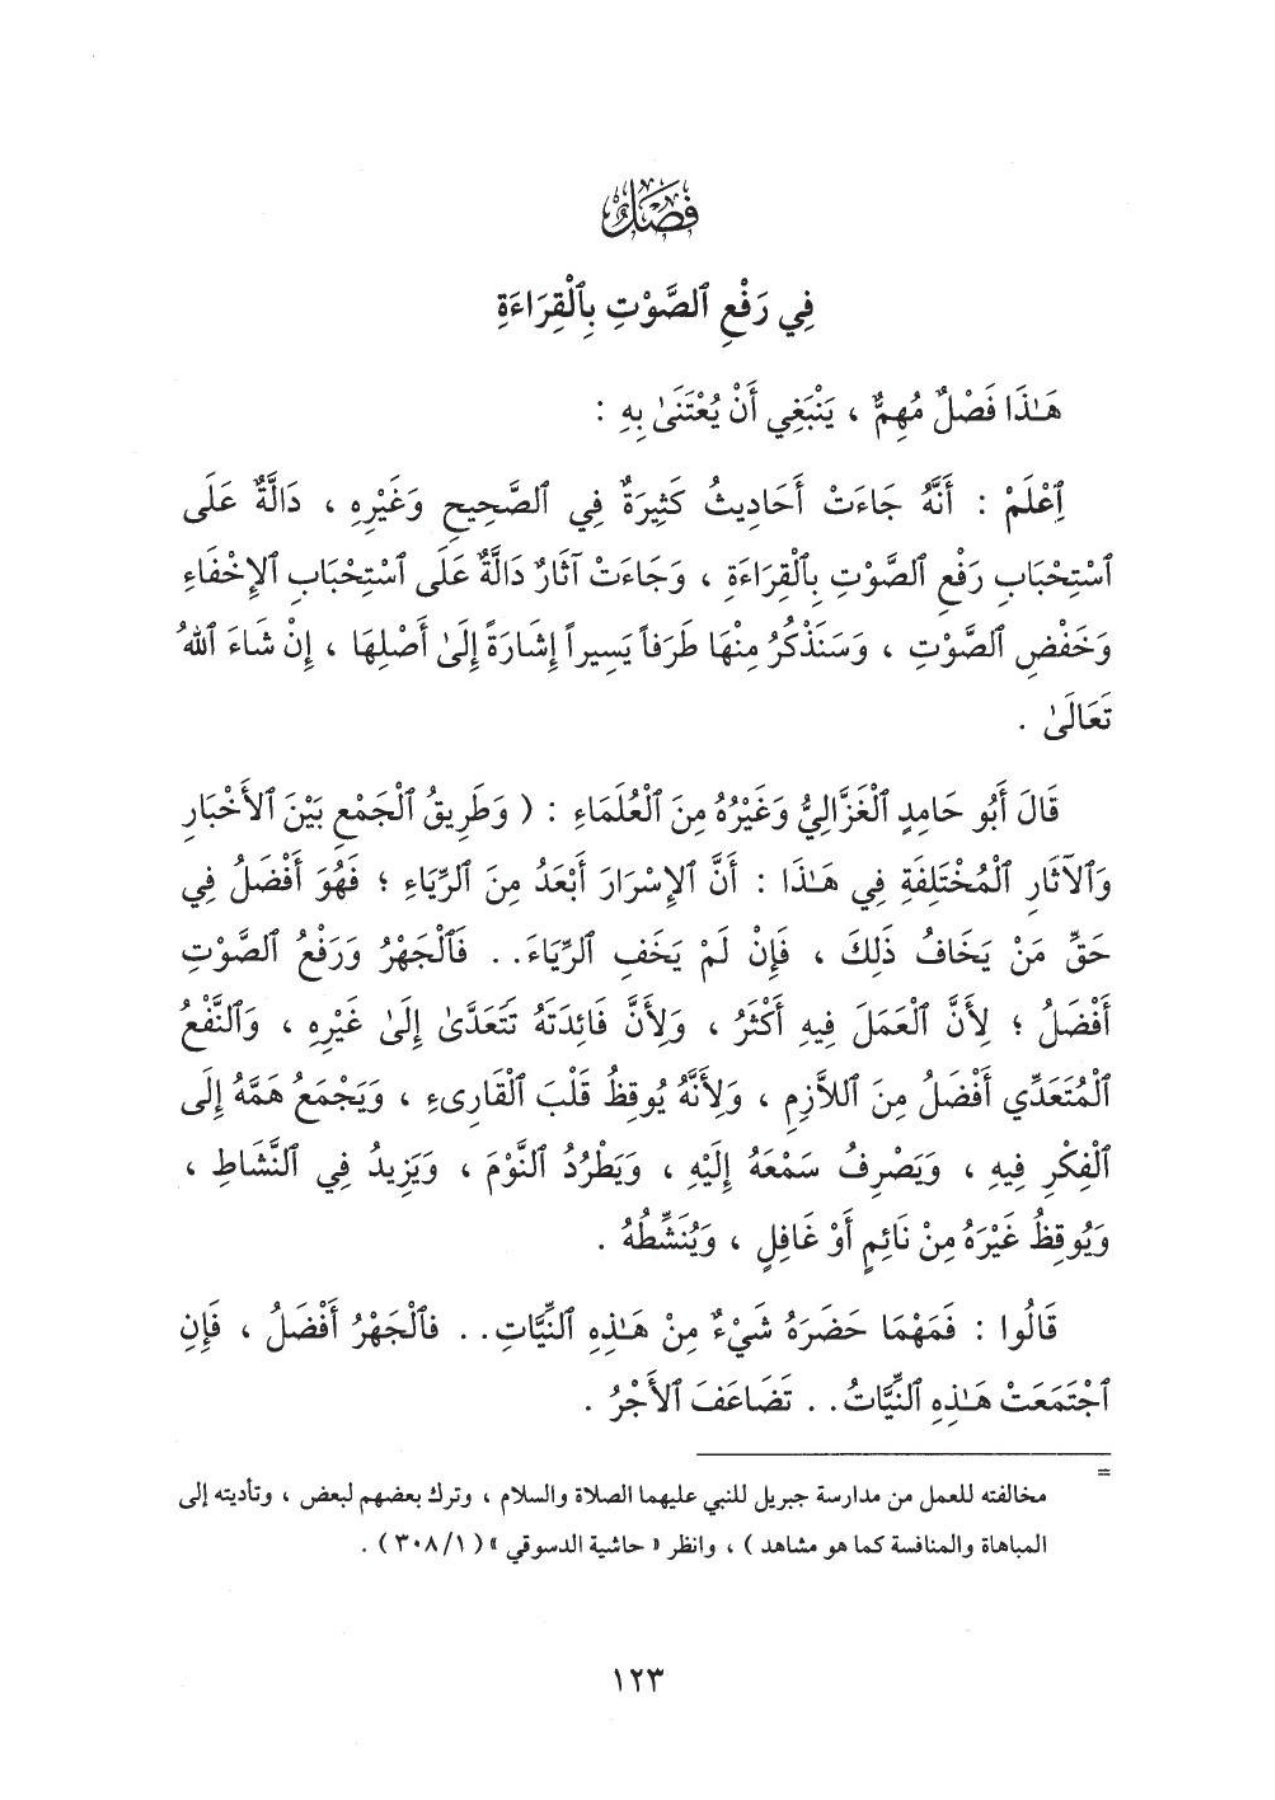 فَصْلٌ
فِي رَفْعِ ٱلصَّوْتِ بِٱلْقِرَاءَةِ
هَـٰذَا فَصْلٌ مُهِمٌّ ، يَنْبَغِي أَنْ يُعْتَنَىٰ بِهِ :
اِعْلَمْ : أَنَّهُ جَاءَتْ أَحَادِيثُ كَثِيرَةٌ فِي ٱلصَّحِيحِ وَغَيْرِهِ ، دَالَّةٌ عَلَى
ٱسْتِحْبَابِ رَفْعِ ٱلصَّوْتِ بِٱلْقِرَاءَةِ ، وَجَاءَتْ آثَارٌ دَالَّةٌ عَلَى ٱسْتِحْبَابِ ٱلإِخْفَاءِ
وَخَفْضِ ٱلصَّوْتِ ، وَسَنَذْكُرُ مِنْهَا طَرَفاً يَسِيراً إِشَارَةً إِلَىٰ أَصْلِهَا ، إِنْ شَاءَ ٱللهُ
تَعَالَىٰ .
قَالَ أَبُو حَامِدٍ ٱلْغَزَّالِيُّ وَغَيْرُهُ مِنَ ٱلْعُلَمَاءِ : ( وَطَرِيقُ ٱلْجَمْعِ بَيْنَ ٱلأَخْبَارِ
وَٱلآثَارِ ٱلْمُخْتَلِفَةِ فِي هَـٰذَا : أَنَّ ٱلإِسْرَارَ أَبْعَدُ مِنَ ٱلرِّيَاءِ ؛ فَهُوَ أَفْضَلُ فِي
حَقِّ مَنْ يَخَافُ ذَلِكَ ، فَإِنْ لَمْ يَخَفِ ٱلرِّيَاءَ. . فَٱلْجَهْرُ وَرَفْعُ ٱلصَّوْتِ
أَفْضَلُ ؛ لِأَنَّ ٱلْعَمَلَ فِيهِ أَكْثَرُ ، وَلِأَنَّ فَائِدَتَهُ تَتَعَدَّىٰ إِلَىٰ غَيْرِهِ ، وَٱلنَّفْعُ
ٱلْمُتَعَدِّي أَفْضَلُ مِنَ ٱللاَّزِمِ ، وَلِأَنَّهُ يُوقِظُ قَلْبَ ٱلْقَارِىءِ ، وَيَجْمَعُ هَمَّهُ إِلَى
ٱلْفِكْرِ فِيهِ ، وَيَصْرِفُ سَمْعَهُ إِلَيْهِ ، وَيَطْرُدُ ٱلنَّوْمَ ، وَيَزِيدُ فِي ٱلنَّشَاطِ ،
وَيُوقِظُ غَيْرَهُ مِنْ نَائِمٍ أَوْ غَافِلٍ ، وَيُنَشِّطُهُ .
قَالُوا : فَمَهْمَا حَضَرَهُ شَيْءٌ مِنْ هَـٰذِهِ ٱلنِّيَّاتِ. . فٱلْجَهْرُ أَفْضَلُ ، فَإِنِ
ٱجْتَمَعَتْ هَـٰذِهِ ٱلنِّيَّاتُ. . تَضَاعَفَ ٱلأَجْرُ .
=
مخالفته للعمل من مدارسة جبريل للنبي عليهما الصلاة والسلام ، وترك بعضهم لبعض ، وتأديته إلى
المباهاة والمنافسة كما هو مشاهد ) ، وانظر « حاشية الدسوقي » ( ١/٣٠٨ ) .
١٢٣